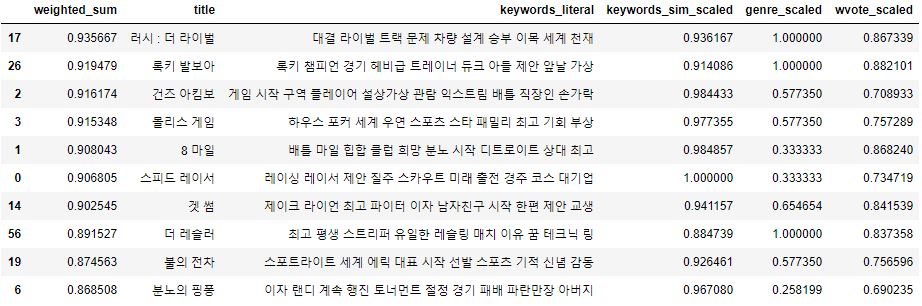 weighted_sum title keywords_literal keywords_sim_scaled genre_scaled wvote_scaled
17 0.935667 러시 : 더 라이벌 대결 라이벌 트랙 문제 차량 설계 승부 이목 세계 천재 0.936167 1.000000 0.867339
26 0.919479 록키 발보아 록키 챔피언 경기 헤비급 트레이너 듀크 아들 제안 앞날 가상 0.914086 1.000000 0.882101
2 0.916174 건즈 아킴보 게임 시작 구역 플레이어 설상가상 관람 익스트림 배틀 직장인 손가락 0.984433 0.577350 0.708933
3 0.915348 몰리스 게임 하우스 포커 세계 우연 스포츠 스타 패밀리 최고 기회 부상 0.977355 0.577350 0.757289
1 0.908043 8 마일 배틀 마일 힙합 클럽 희망 분노 시작 디트로이트 상대 최고 0.984857 0.333333 0.868240
0 0.906805 스피드 레이서 레이싱 레이서 제안 질주 스카우트 미래 출전 경주 코스 대기업 1.000000 0.333333 0.734719
14 0.902545 겟 썸 제이크 라이언 최고 파이터 이자 남자친구 시작 한편 제안 교생 0.941157 0.654654 0.841539
56 0.891527 더 레슬러 최고 평생 스트리퍼 유일한 레슬링 매치 이유 꿈 테크닉 링 0.884739 1.000000 0.837358
19 0.874563 불의 전차 스포트라이트 세계 에릭 대표 시작 선발 스포츠 기적 신념 감동 0.926461 0.577350 0.756596
6 0.868508 분노의 핑퐁 이자 랜디 계속 행진 토너먼트 절정 경기 패배 파란만장 아버지 0.967080 0.258199 0.690235